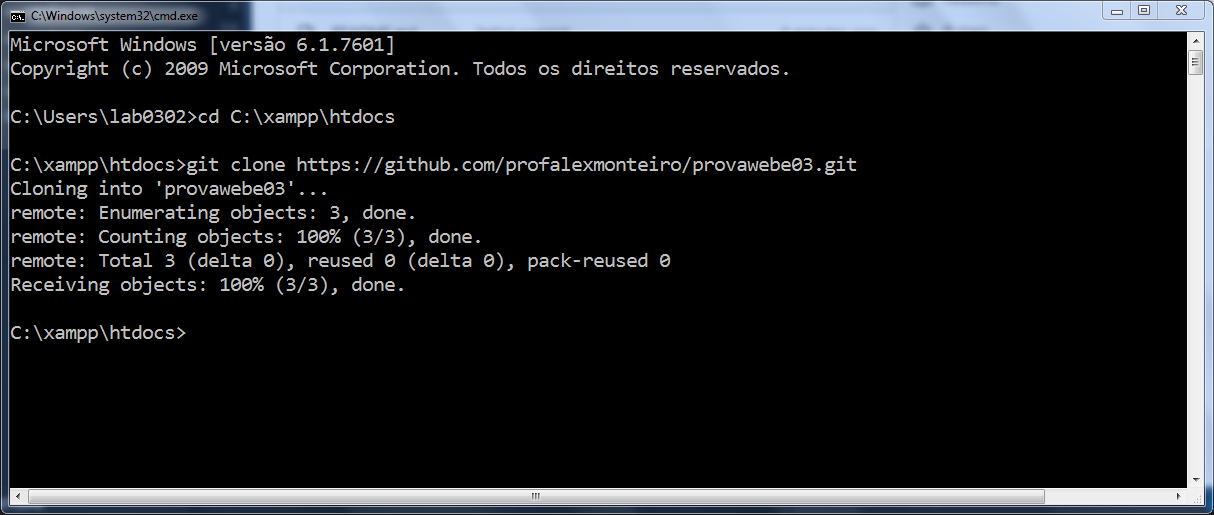 C:\Windows\system32\cmd.exe
Microsoft Windows [versão 6.1.7601]
Copyright (c) 2009 Microsoft Corporation. Todos os direitos reservados.
C:\Users\lab0302>cd C:\xampp\htdocs
C:\xampp\htdocs>git clone https://github.com/profalexmonteiro/provawebe03.git
Cloning into 'provawebe03'...
remote: Enumerating objects: 3, done.
remote: Counting objects: 100% (3/3), done.
remote: Total 3 (delta 0), reused 0 (delta 0), pack-reused 0
Receiving objects: 100% (3/3), done.
C:\xampp\htdocs>